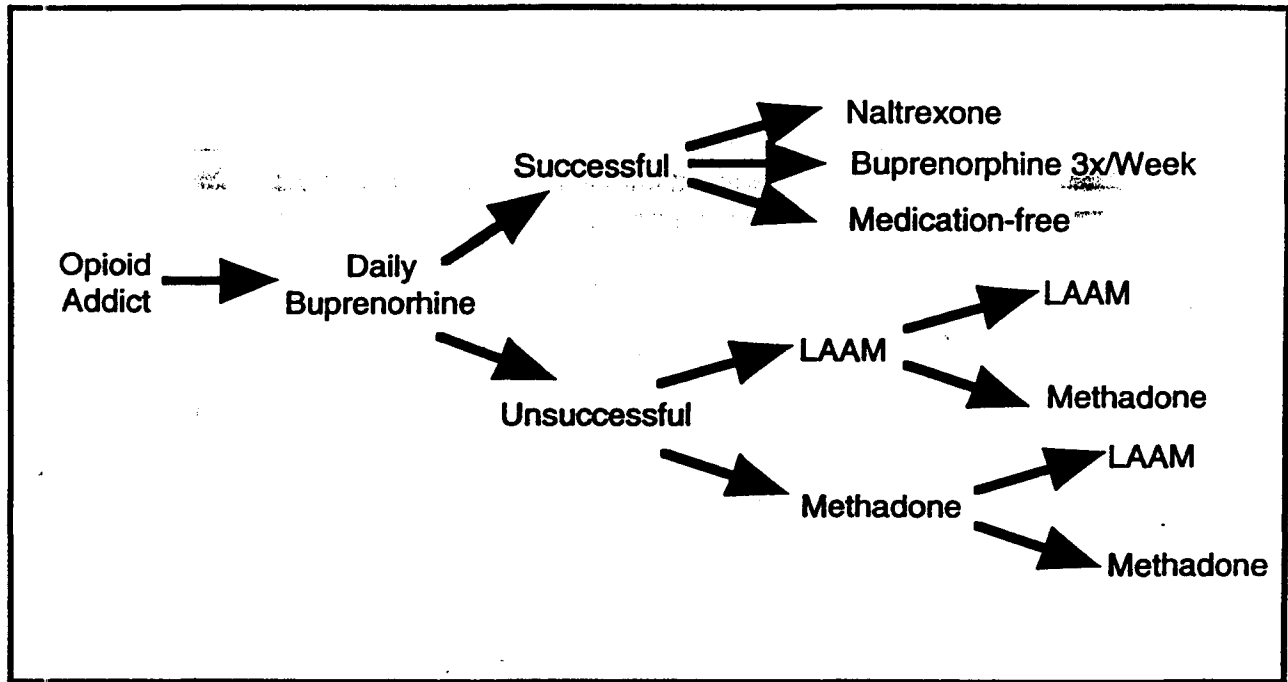 Opioid
Addict
Daily
Buprenorhine
Successful
Naltrexone
Buprenorphine 3x/Week
Medication-free
Unsuccessful
LAAM
LAAM
Methadone
Methadone
LAAM
Methadone